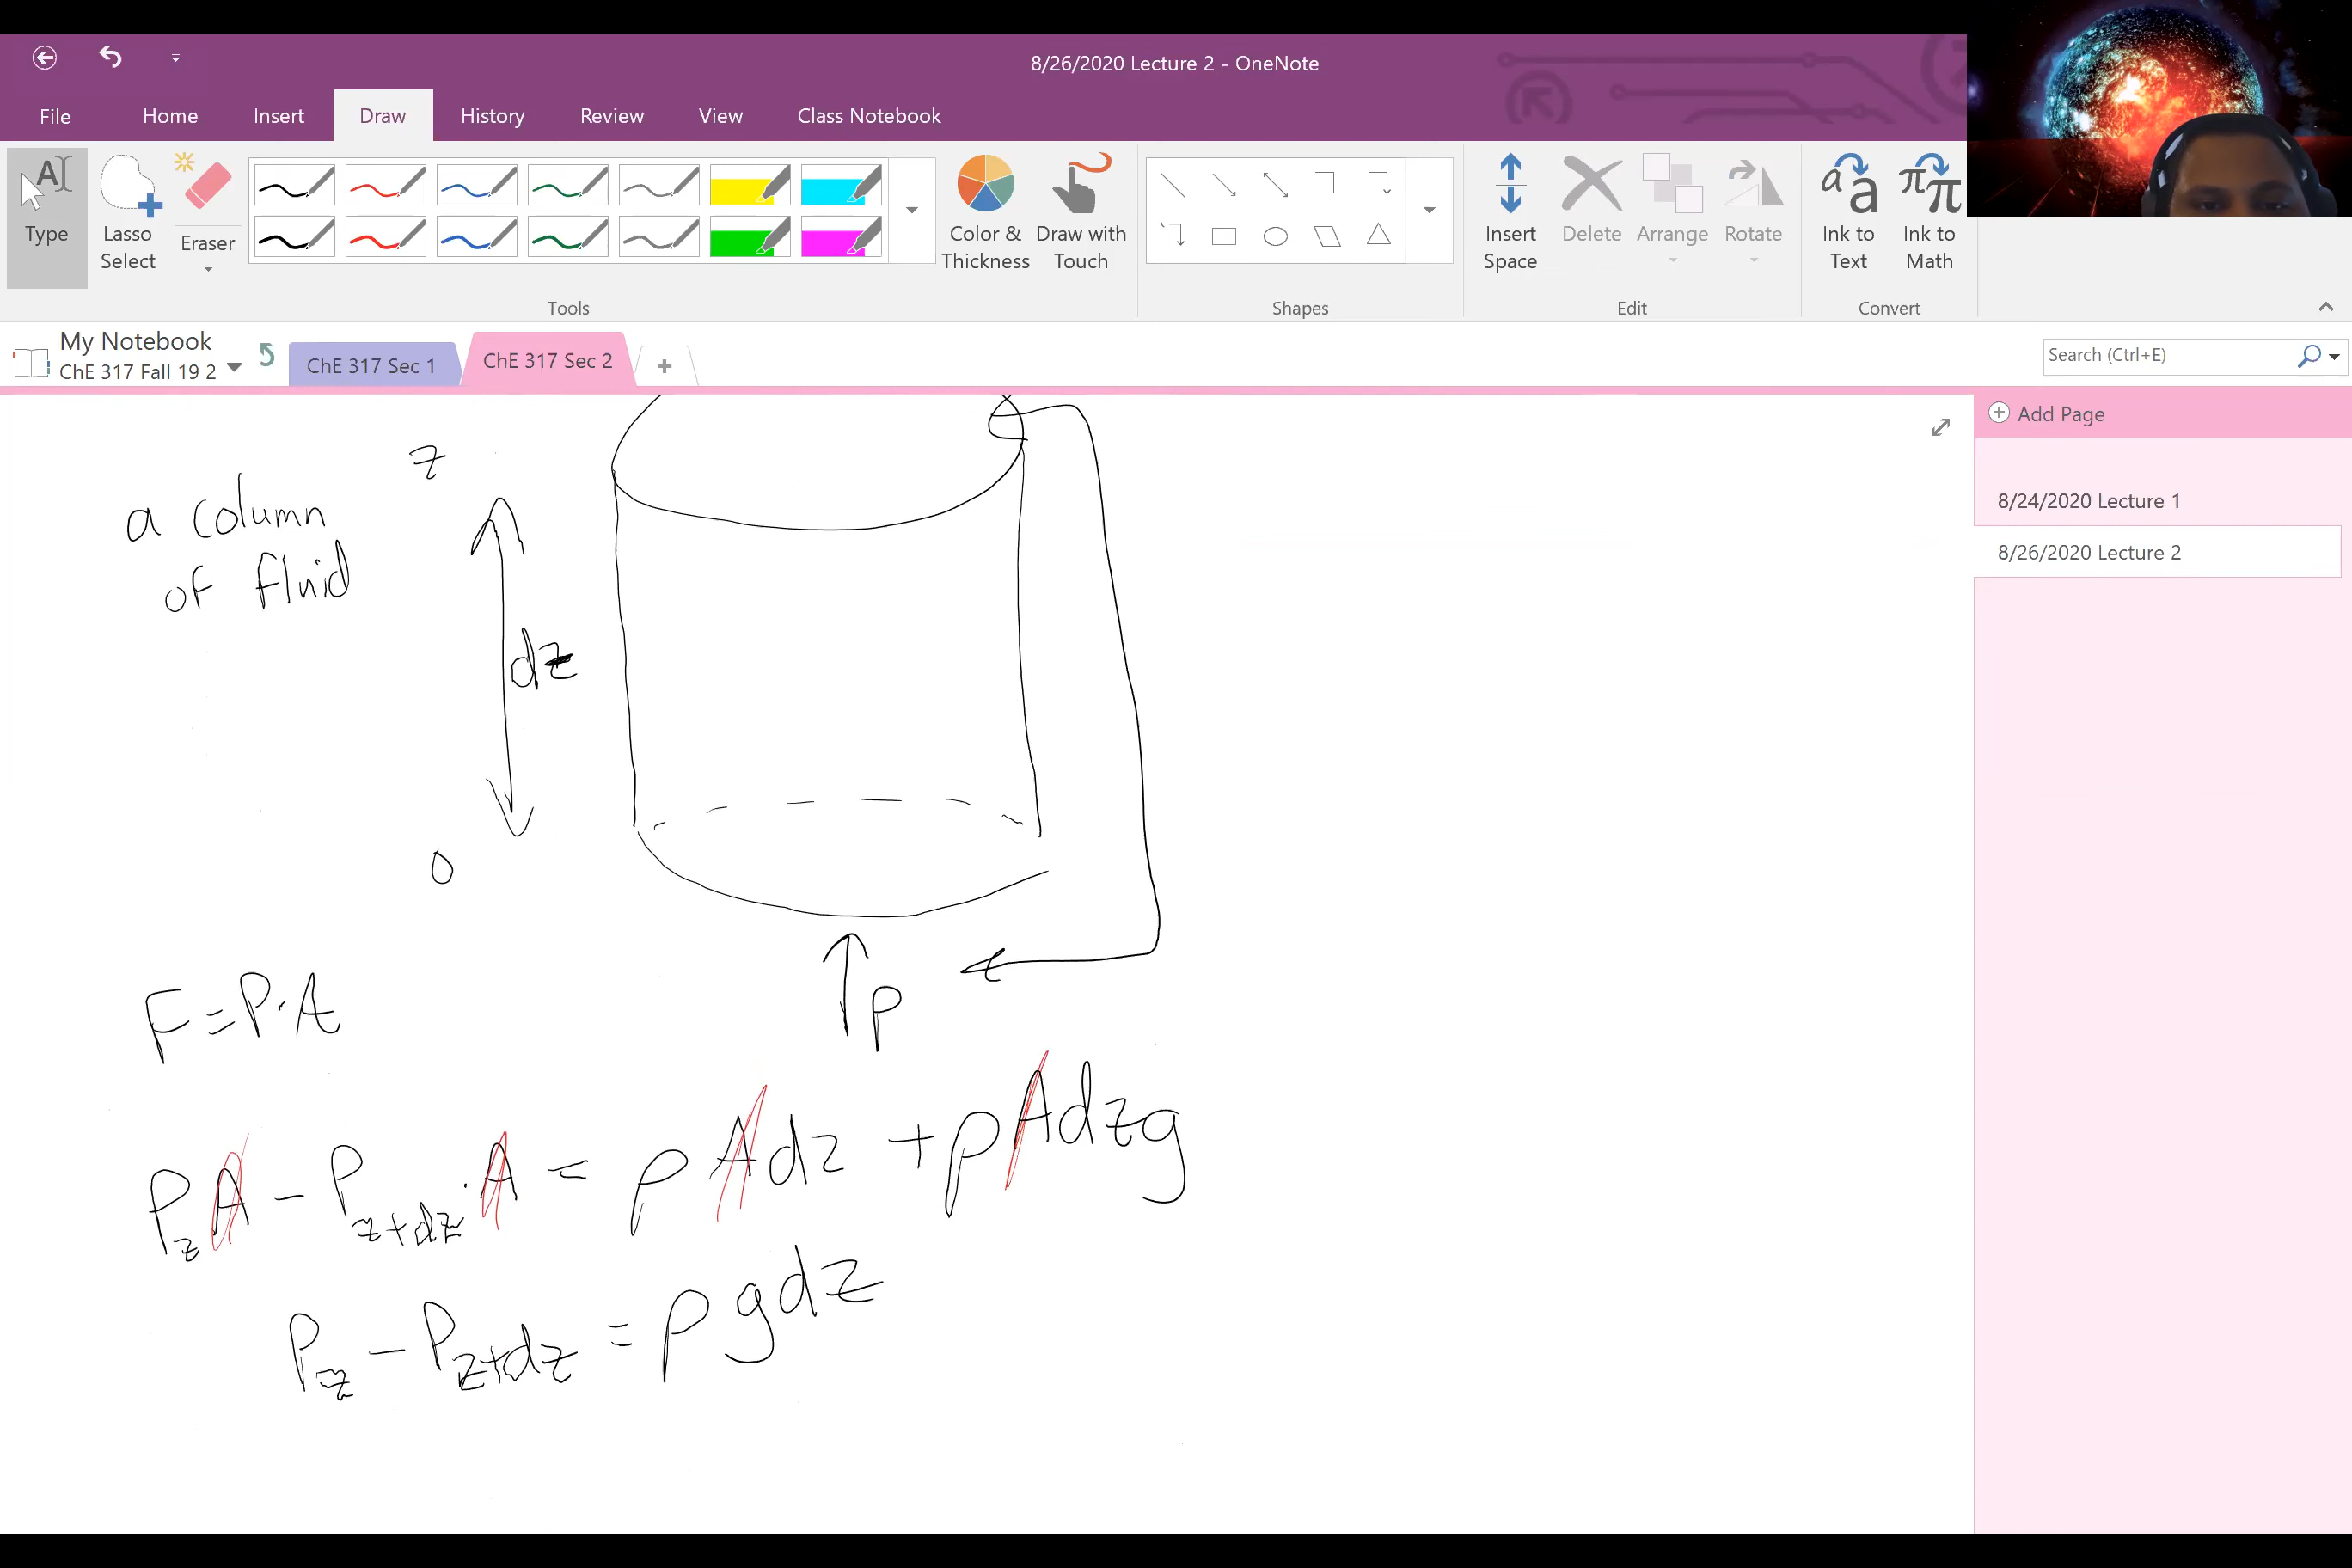 8/26/2020 Lecture 2 - OneNote
File Home Insert Draw History Review View Class Notebook
Type
Lasso Select
Eraser
Color & Thickness
Draw with Touch
Insert Space
Delete
Arrange
Rotate
Ink to Text
Ink to Math
Tools Shapes Edit Convert
My Notebook
ChE 317 Fall 19 2
ChE 317 Sec 1
ChE 317 Sec 2
Search (Ctrl+E)
Add Page
8/24/2020 Lecture 1
8/26/2020 Lecture 2
z
a column
of fluid
dz
0
P
F=P·A
P_z A − P_{z+dz}·A = ρ A dz + ρ A dz g
P_z − P_{z+dz} = ρ g dz